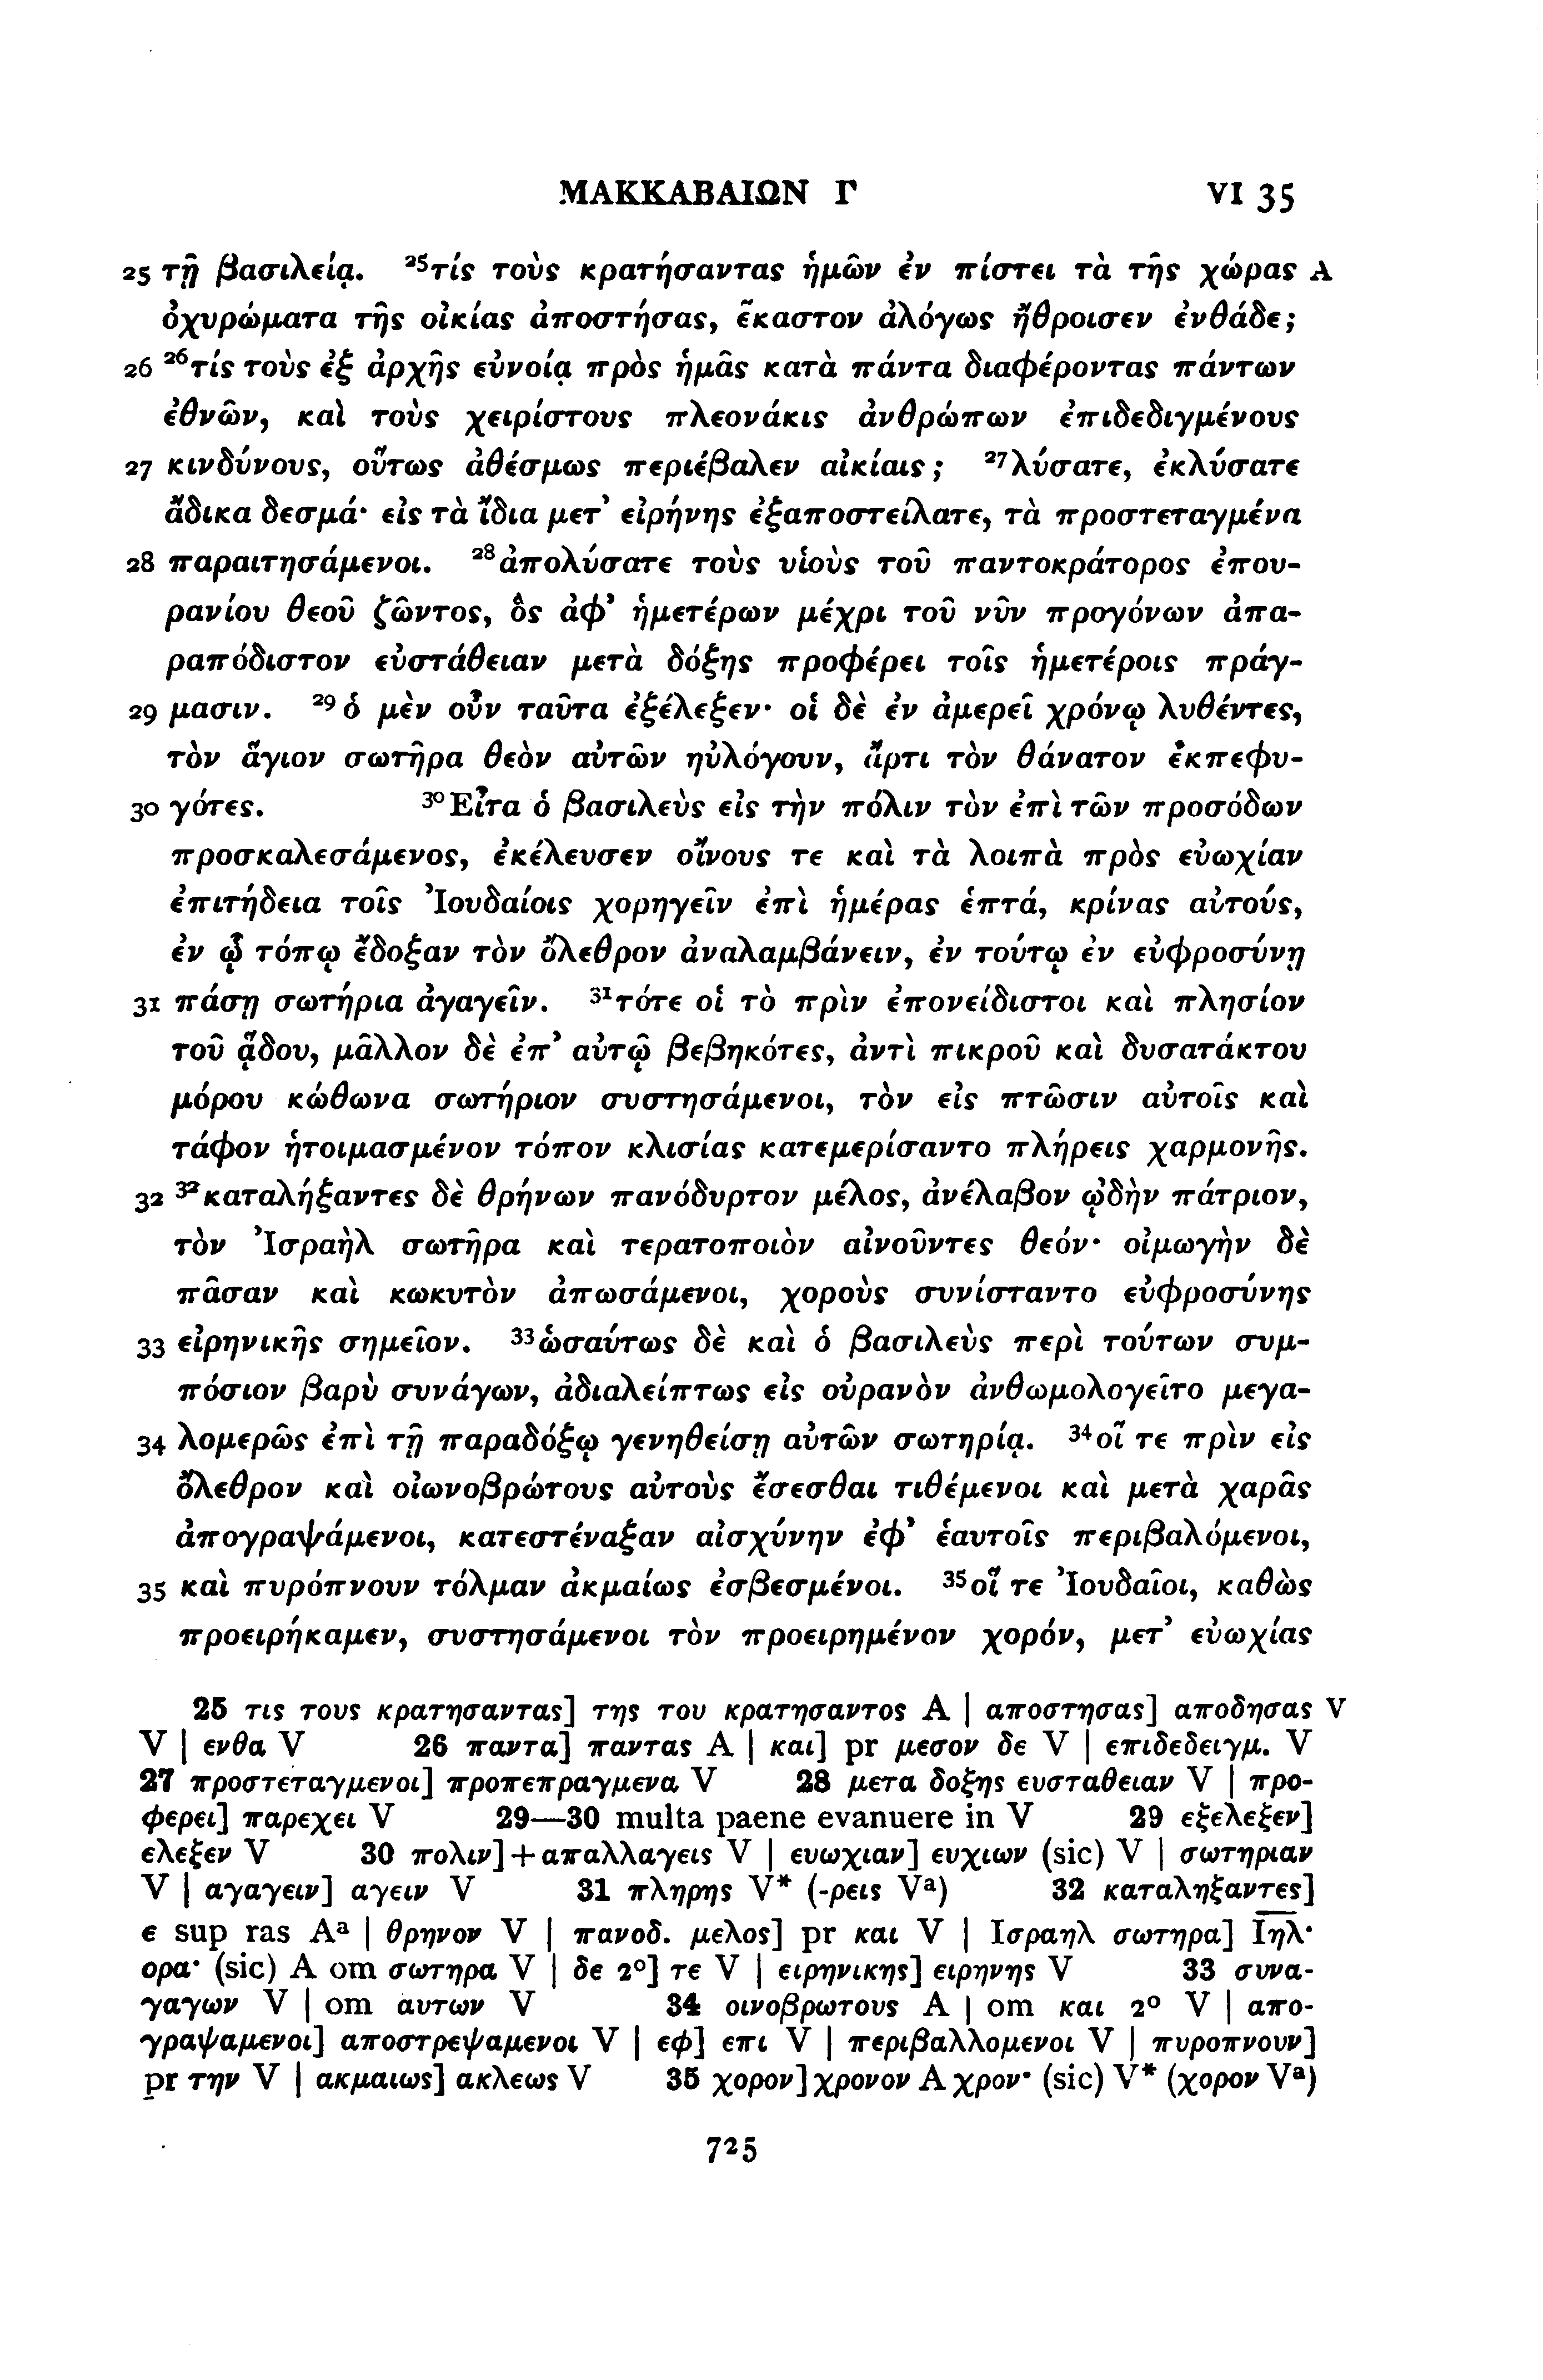 ΜΑΚΚΑΒΑΙΩΝ Γ VI 35
25 τῇ βασιλείᾳ. ²⁵τίς τοὺς κρατήσαντας ἡμῶν ἐν πίστει τὰ τῆς χώρας A
ὀχυρώματα τῆς οἰκίας ἀποστήσας, ἕκαστον ἀλόγως ἤθροισεν ἐνθάδε;
26 ²⁶τίς τοὺς ἐξ ἀρχῆς εὐνοίᾳ πρὸς ἡμᾶς κατὰ πάντα διαφέροντας πάντων
ἐθνῶν, καὶ τοὺς χειρίστους πλεονάκις ἀνθρώπων ἐπιδεδιγμένους
27 κινδύνους, οὕτως ἀθέσμως περιέβαλεν αἰκίαις; ²⁷λύσατε, ἐκλύσατε
ἄδικα δεσμά· εἰς τὰ ἴδια μετ’ εἰρήνης ἐξαποστείλατε, τὰ προστεταγμένα
28 παραιτησάμενοι. ²⁸ἀπολύσατε τοὺς υἱοὺς τοῦ παντοκράτορος ἐπου-
ρανίου θεοῦ ζῶντος, ὃς ἀφ’ ἡμετέρων μέχρι τοῦ νῦν προγόνων ἀπα-
ραπόδιστον εὐστάθειαν μετὰ δόξης προφέρει τοῖς ἡμετέροις πράγ-
29 μασιν. ²⁹ὁ μὲν οὖν ταῦτα ἐξέλεξεν· οἱ δὲ ἐν ἀμερεῖ χρόνῳ λυθέντες,
τὸν ἅγιον σωτῆρα θεὸν αὐτῶν ηὐλόγουν, ἄρτι τὸν θάνατον ἐκπεφυ-
30 γότες. ³⁰Εἶτα ὁ βασιλεὺς εἰς τὴν πόλιν τὸν ἐπὶ τῶν προσόδων
προσκαλεσάμενος, ἐκέλευσεν οἴνους τε καὶ τὰ λοιπὰ πρὸς εὐωχίαν
ἐπιτήδεια τοῖς Ἰουδαίοις χορηγεῖν ἐπὶ ἡμέρας ἑπτά, κρίνας αὐτούς,
ἐν ᾧ τόπῳ ἔδοξαν τὸν ὄλεθρον ἀναλαμβάνειν, ἐν τούτῳ ἐν εὐφροσύνῃ
31 πάσῃ σωτήρια ἀγαγεῖν. ³¹τότε οἱ τὸ πρὶν ἐπονείδιστοι καὶ πλησίον
τοῦ ᾅδου, μᾶλλον δὲ ἐπ’ αὐτῷ βεβηκότες, ἀντὶ πικροῦ καὶ δυσατάκτου
μόρου κώθωνα σωτήριον συστησάμενοι, τὸν εἰς πτῶσιν αὐτοῖς καὶ
τάφον ἡτοιμασμένον τόπον κλισίας κατεμερίσαντο πλήρεις χαρμονῆς.
32 ³²καταλήξαντες δὲ θρήνων πανόδυρτον μέλος, ἀνέλαβον ᾠδὴν πάτριον,
τὸν Ἰσραὴλ σωτῆρα καὶ τερατοποιὸν αἰνοῦντες θεόν· οἰμωγὴν δὲ
πᾶσαν καὶ κωκυτὸν ἀπωσάμενοι, χοροὺς συνίσταντο εὐφροσύνης
33 εἰρηνικῆς σημεῖον. ³³ὡσαύτως δὲ καὶ ὁ βασιλεὺς περὶ τούτων συμ-
πόσιον βαρὺ συνάγων, ἀδιαλείπτως εἰς οὐρανὸν ἀνθωμολογεῖτο μεγα-
34 λομερῶς ἐπὶ τῇ παραδόξῳ γενηθείσῃ αὐτῶν σωτηρίᾳ. ³⁴οἵ τε πρὶν εἰς
ὄλεθρον καὶ οἰωνοβρώτους αὐτοὺς ἔσεσθαι τιθέμενοι καὶ μετὰ χαρᾶς
ἀπογραψάμενοι, κατεστέναξαν αἰσχύνην ἐφ’ ἑαυτοῖς περιβαλόμενοι,
35 καὶ πυρόπνουν τόλμαν ἀκμαίως ἐσβεσμένοι. ³⁵οἵ τε Ἰουδαῖοι, καθὼς
προειρήκαμεν, συστησάμενοι τὸν προειρημένον χορόν, μετ’ εὐωχίας
25 τις τους κρατησαντας] της του κρατησαντος A | αποστησας] αποδησας V
V | ενθα V 26 παντα] παντας A | και] pr μεσον δε V | επιδεδειγμ. V
27 προστεταγμενοι] προπεπραγμενα V 28 μετα δοξης ευσταθειαν V | προ-
φερει] παρεχει V 29—30 multa paene evanuere in V 29 εξελεξεν]
ελεξεν V 30 πολιν]+απαλλαγεις V | ευωχιαν] ευχιων (sic) V | σωτηριαν
V | αγαγειν] αγειν V 31 πληρης V* (-ρεις Vᵃ) 32 καταληξαντες]
ε sup ras Aᵃ | θρηνον V | πανοδ. μελος] pr και V | Ισραηλ σωτηρα] Ιη̅λ̅·
ορα· (sic) A om σωτηρα V | δε 2º] τε V | ειρηνικης] ειρηνης V 33 συνα-
γαγων V | om αυτων V 34 οινοβρωτους A | om και 2º V | απο-
γραψαμενοι] αποστρεψαμενοι V | εφ] επι V | περιβαλλομενοι V | πυροπνουν]
pr την V | ακμαιως] ακλεως V 35 χορον] χρονον A χρον· (sic) V* (χορον Vᵃ)
725